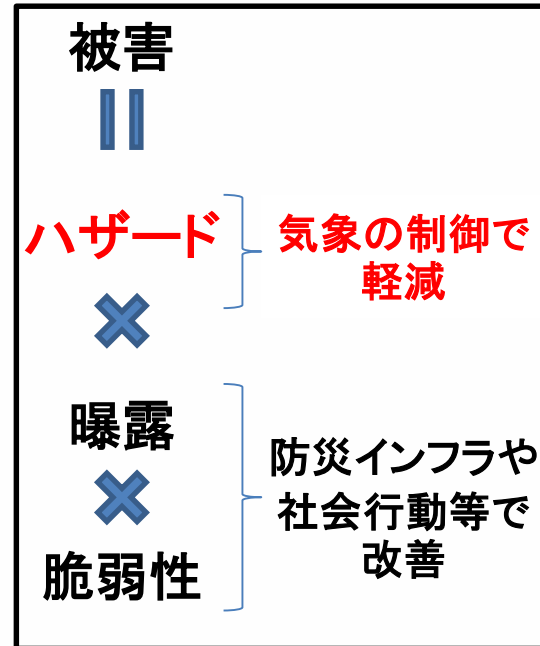 被害
=
ハザード
気象の制御で
軽減
×
曝露
×
脆弱性
防災インフラや
社会行動等で
改善